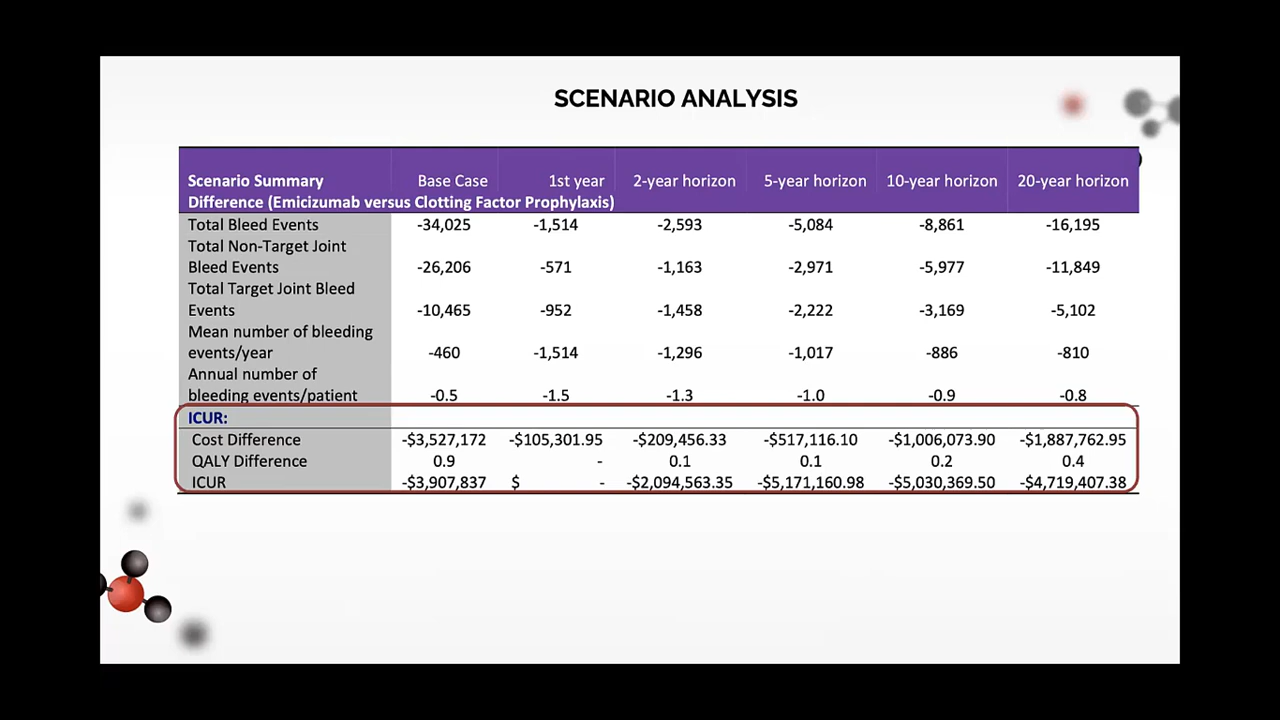 SCENARIO ANALYSIS
Scenario Summary Base Case 1st year 2-year horizon 5-year horizon 10-year horizon 20-year horizon
Difference (Emicizumab versus Clotting Factor Prophylaxis)
Total Bleed Events -34,025 -1,514 -2,593 -5,084 -8,861 -16,195
Total Non-Target Joint
Bleed Events -26,206 -571 -1,163 -2,971 -5,977 -11,849
Total Target Joint Bleed
Events -10,465 -952 -1,458 -2,222 -3,169 -5,102
Mean number of bleeding
events/year -460 -1,514 -1,296 -1,017 -886 -810
Annual number of
bleeding events/patient -0.5 -1.5 -1.3 -1.0 -0.9 -0.8
ICUR:
Cost Difference -$3,527,172 -$105,301.95 -$209,456.33 -$517,116.10 -$1,006,073.90 -$1,887,762.95
QALY Difference 0.9 - 0.1 0.1 0.2 0.4
ICUR -$3,907,837 $ - -$2,094,563.35 -$5,171,160.98 -$5,030,369.50 -$4,719,407.38